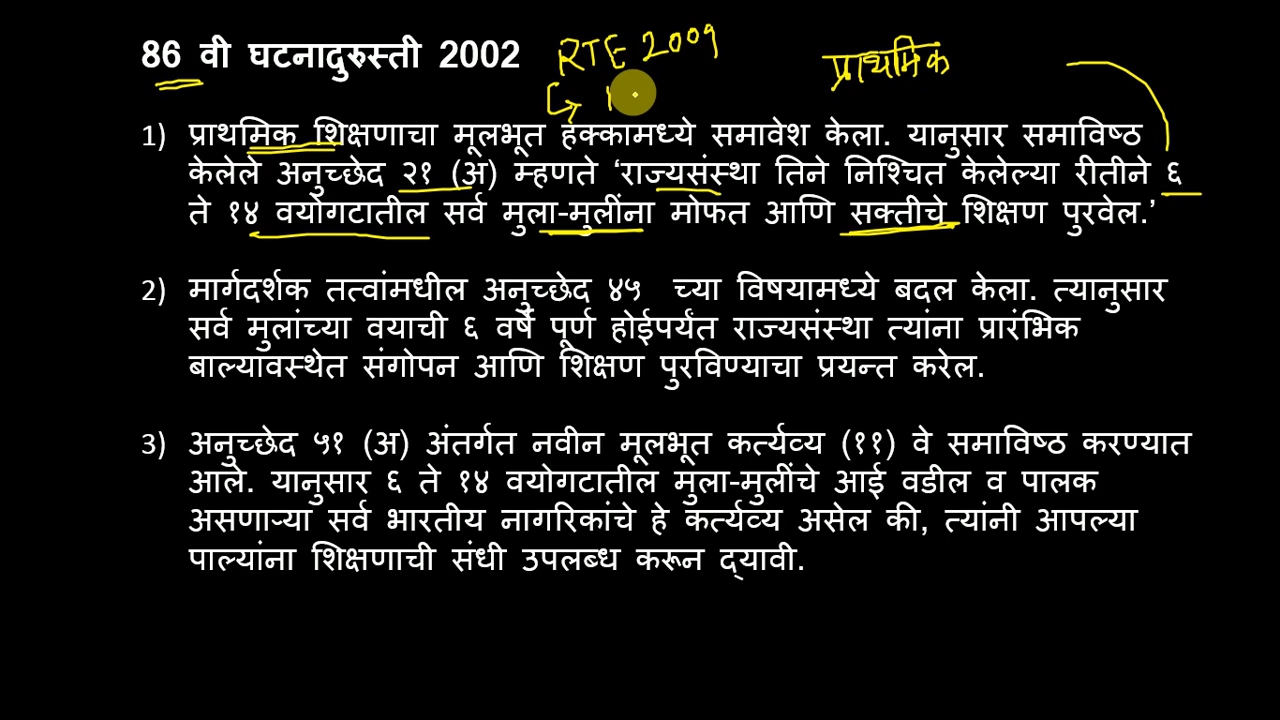 86 वी घटनादुरुस्ती 2002 RTE 2009 प्राथमिक
1) प्राथमिक शिक्षणाचा मूलभूत हक्कामध्ये समावेश केला. यानुसार समाविष्ठ
केलेले अनुच्छेद २१ (अ) म्हणते ‘राज्यसंस्था तिने निश्चित केलेल्या रीतीने ६
ते १४ वयोगटातील सर्व मुला-मुलींना मोफत आणि सक्तीचे शिक्षण पुरवेल.’
2) मार्गदर्शक तत्वांमधील अनुच्छेद ४५ च्या विषयामध्ये बदल केला. त्यानुसार
सर्व मुलांच्या वयाची ६ वर्षे पूर्ण होईपर्यंत राज्यसंस्था त्यांना प्रारंभिक
बाल्यावस्थेत संगोपन आणि शिक्षण पुरविण्याचा प्रयन्त करेल.
3) अनुच्छेद ५१ (अ) अंतर्गत नवीन मूलभूत कर्त्यव्य (११) वे समाविष्ठ करण्यात
आले. यानुसार ६ ते १४ वयोगटातील मुला-मुलींचे आई वडील व पालक
असणाऱ्या सर्व भारतीय नागरिकांचे हे कर्त्यव्य असेल की, त्यांनी आपल्या
पाल्यांना शिक्षणाची संधी उपलब्ध करून द्‌यावी.